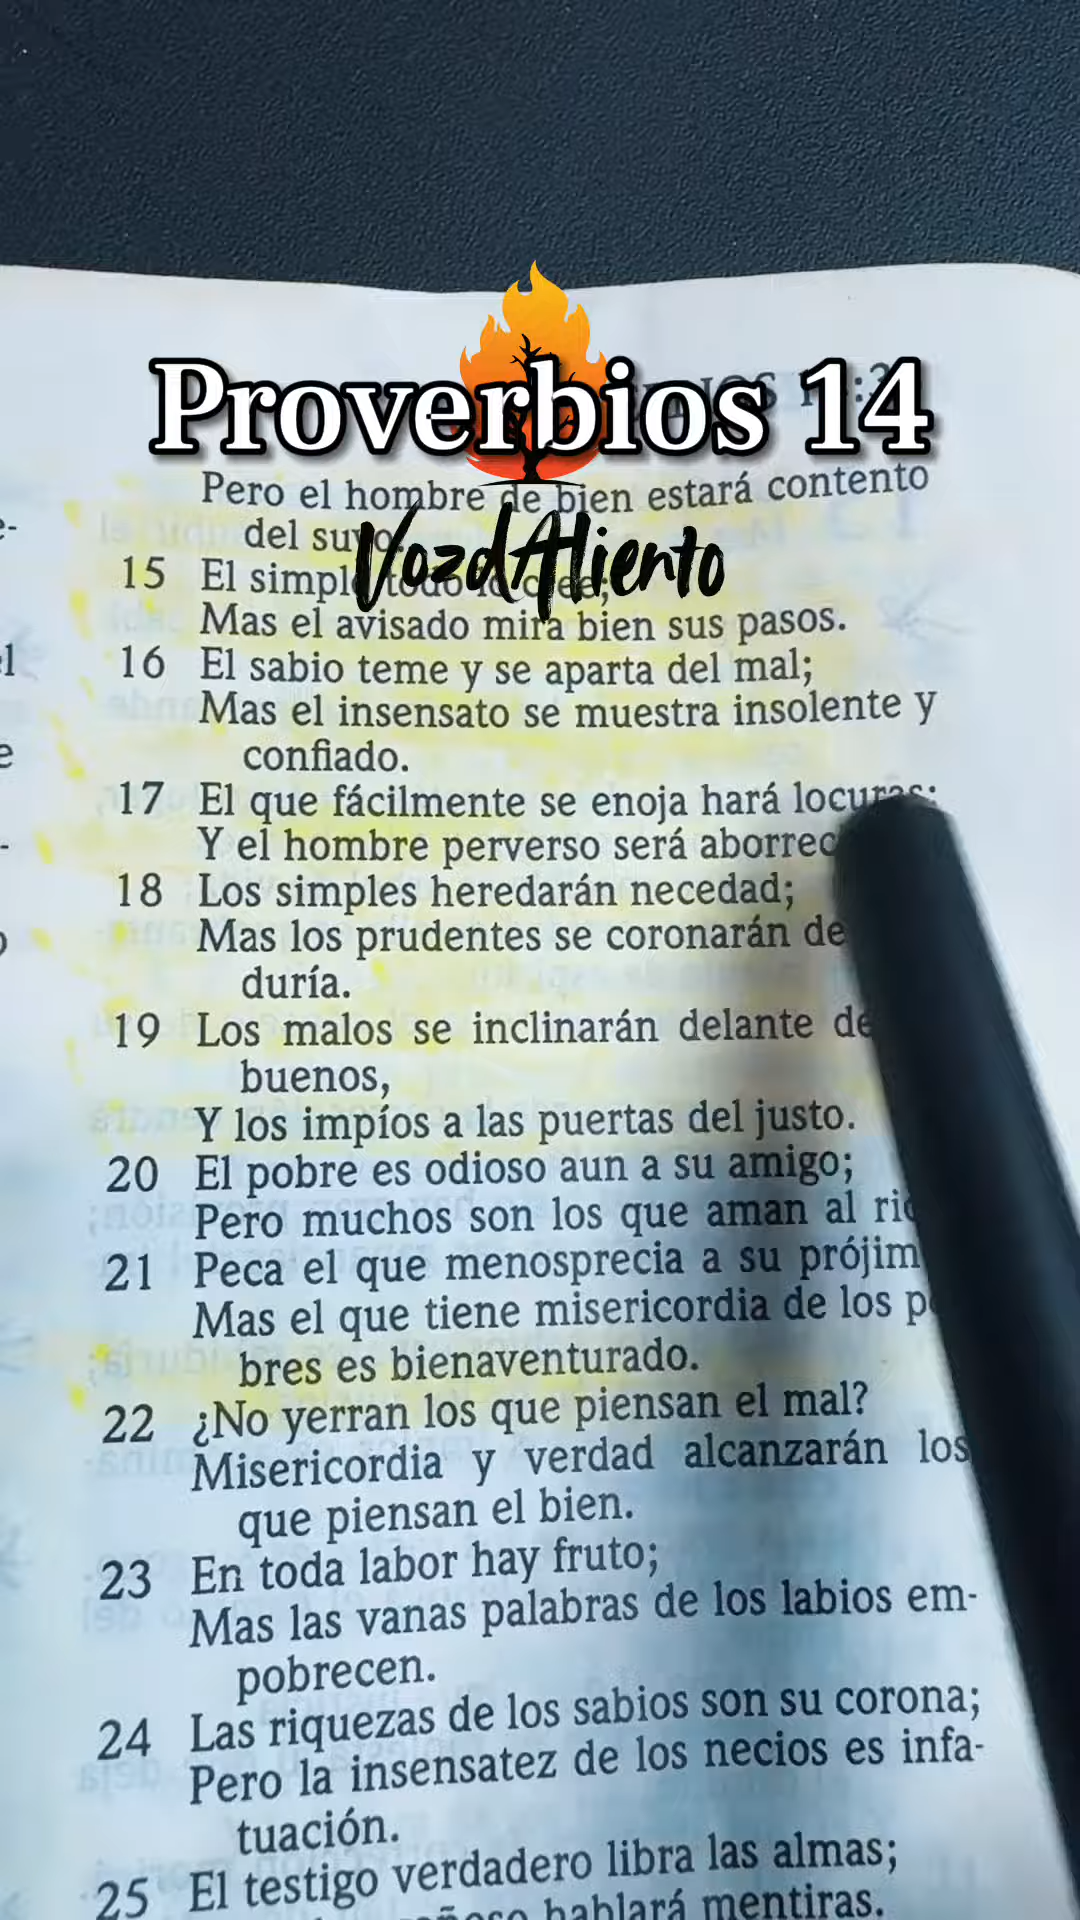 Proverbios 14
VozdAliento
Pero el hombre de bien estará contento
del suyo.
15 El simple todo lo cree;
Mas el avisado mira bien sus pasos.
16 El sabio teme y se aparta del mal;
Mas el insensato se muestra insolente y
confiado.
17 El que fácilmente se enoja hará locuras;
Y el hombre perverso será
18 Los simples heredarán necedad;
Mas los prudentes se coronarán de
duría.
19 Los malos se inclinarán delante de
buenos,
Y los impíos a las puertas del justo.
20 El pobre es odioso aun a su amigo;
Pero muchos son los que aman al
21 Peca el que menosprecia a su
Mas el que tiene misericordia de los
bres es bienaventurado.
22 ¿No yerran los que piensan el mal?
Misericordia y verdad alcanzarán los
que piensan el bien.
23 En toda labor hay fruto;
Mas las vanas palabras de los labios em-
pobrecen.
24 Las riquezas de los sabios son su corona;
Pero la insensatez de los necios es infa-
tuación.
25 El testigo verdadero libra las almas;
hablará mentiras.